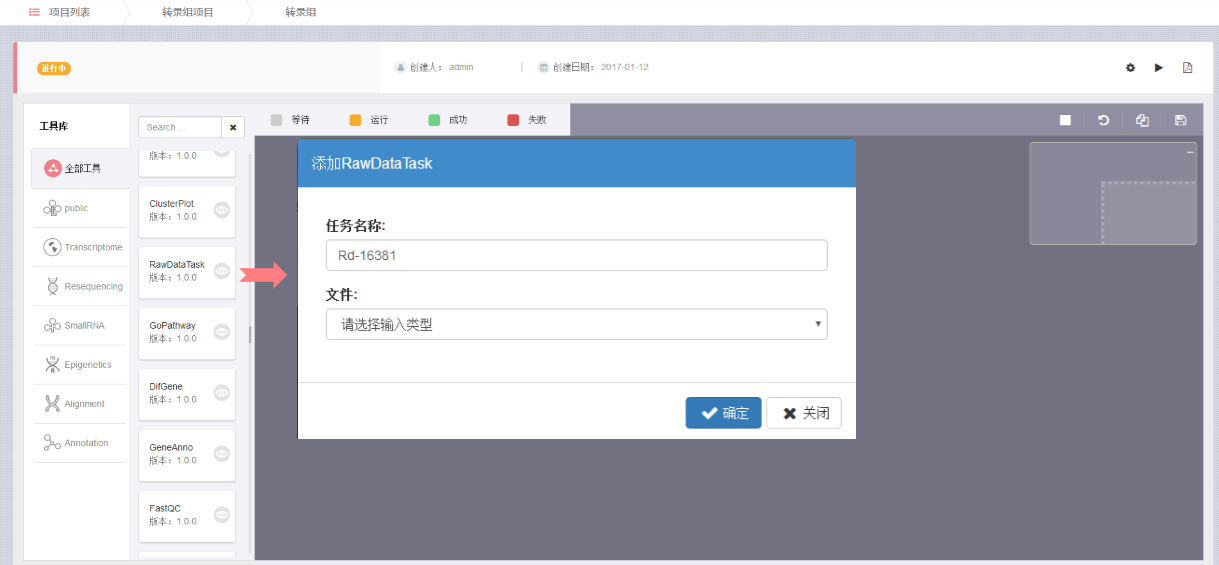 项目列表
转录组项目
转录组
进行中
创建人： admin
创建日期： 2017-01-12
工具库
Search ...
等待
运行
成功
失败
全部工具
public
Transcriptome
Resequencing
SmallRNA
Epigenetics
Alignment
Annotation
版本：1.0.0
ClusterPlot
版本：1.0.0
RawDataTask
版本：1.0.0
GoPathway
版本：1.0.0
DifGene
版本：1.0.0
GeneAnno
版本：1.0.0
FastQC
版本：1.0.0
添加RawDataTask
任务名称:
Rd-16381
文件:
请选择输入类型
确定
关闭